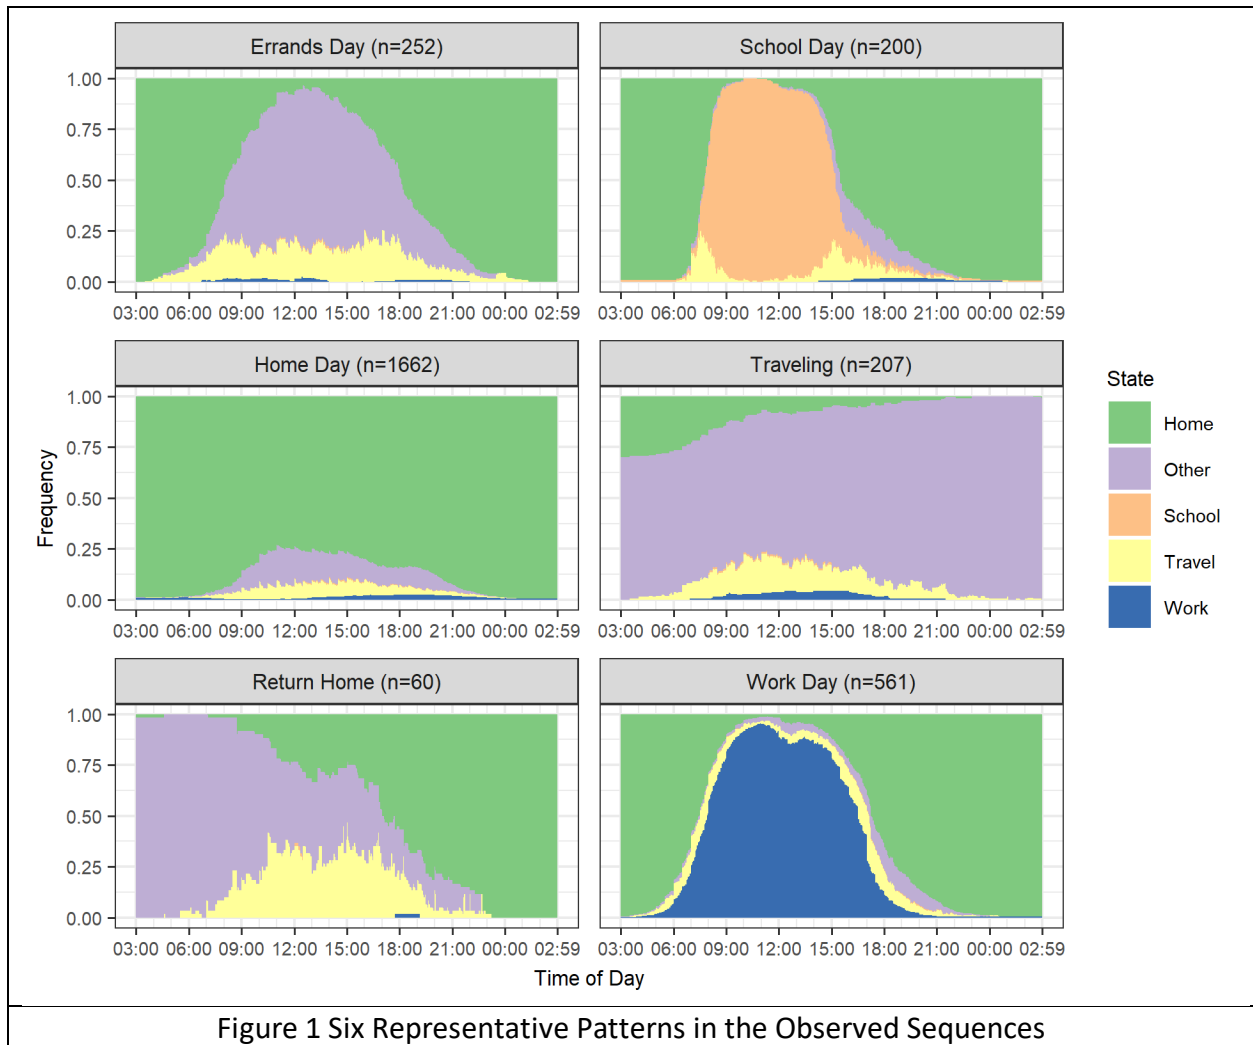 Errands Day (n=252)
School Day (n=200)
1.00
0.75
0.50
0.25
0.00
03:00 06:00 09:00 12:00 15:00 18:00 21:00 00:00 02:59
03:00 06:00 09:00 12:00 15:00 18:00 21:00 00:00 02:59
Home Day (n=1662)
Traveling (n=207)
Frequency
1.00
0.75
0.50
0.25
0.00
03:00 06:00 09:00 12:00 15:00 18:00 21:00 00:00 02:59
03:00 06:00 09:00 12:00 15:00 18:00 21:00 00:00 02:59
State
Home
Other
School
Travel
Work
Return Home (n=60)
Work Day (n=561)
1.00
0.75
0.50
0.25
0.00
03:00 06:00 09:00 12:00 15:00 18:00 21:00 00:00 02:59
03:00 06:00 09:00 12:00 15:00 18:00 21:00 00:00 02:59
Time of Day
Figure 1 Six Representative Patterns in the Observed Sequences